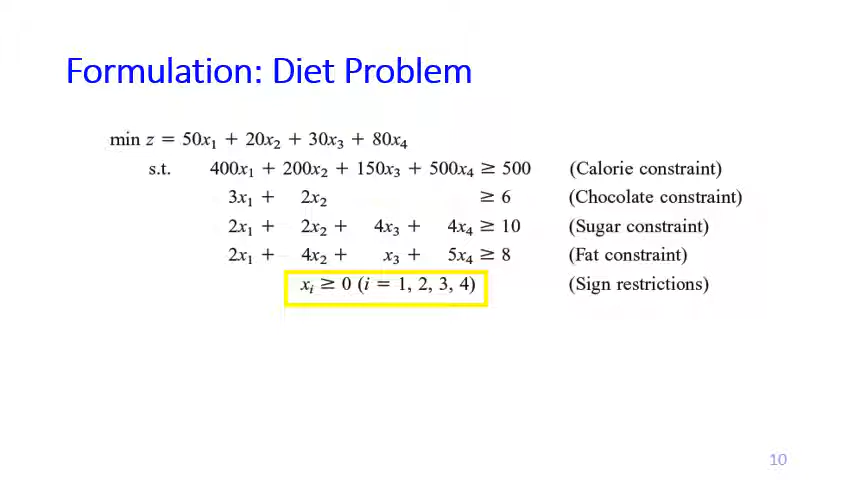 Formulation: Diet Problem
min z = 50x₁ + 20x₂ + 30x₃ + 80x₄
s.t. 400x₁ + 200x₂ + 150x₃ + 500x₄ ≥ 500 (Calorie constraint)
3x₁ + 2x₂ ≥ 6 (Chocolate constraint)
2x₁ + 2x₂ + 4x₃ + 4x₄ ≥ 10 (Sugar constraint)
2x₁ + 4x₂ + x₃ + 5x₄ ≥ 8 (Fat constraint)
xᵢ ≥ 0 (i = 1, 2, 3, 4) (Sign restrictions)
10